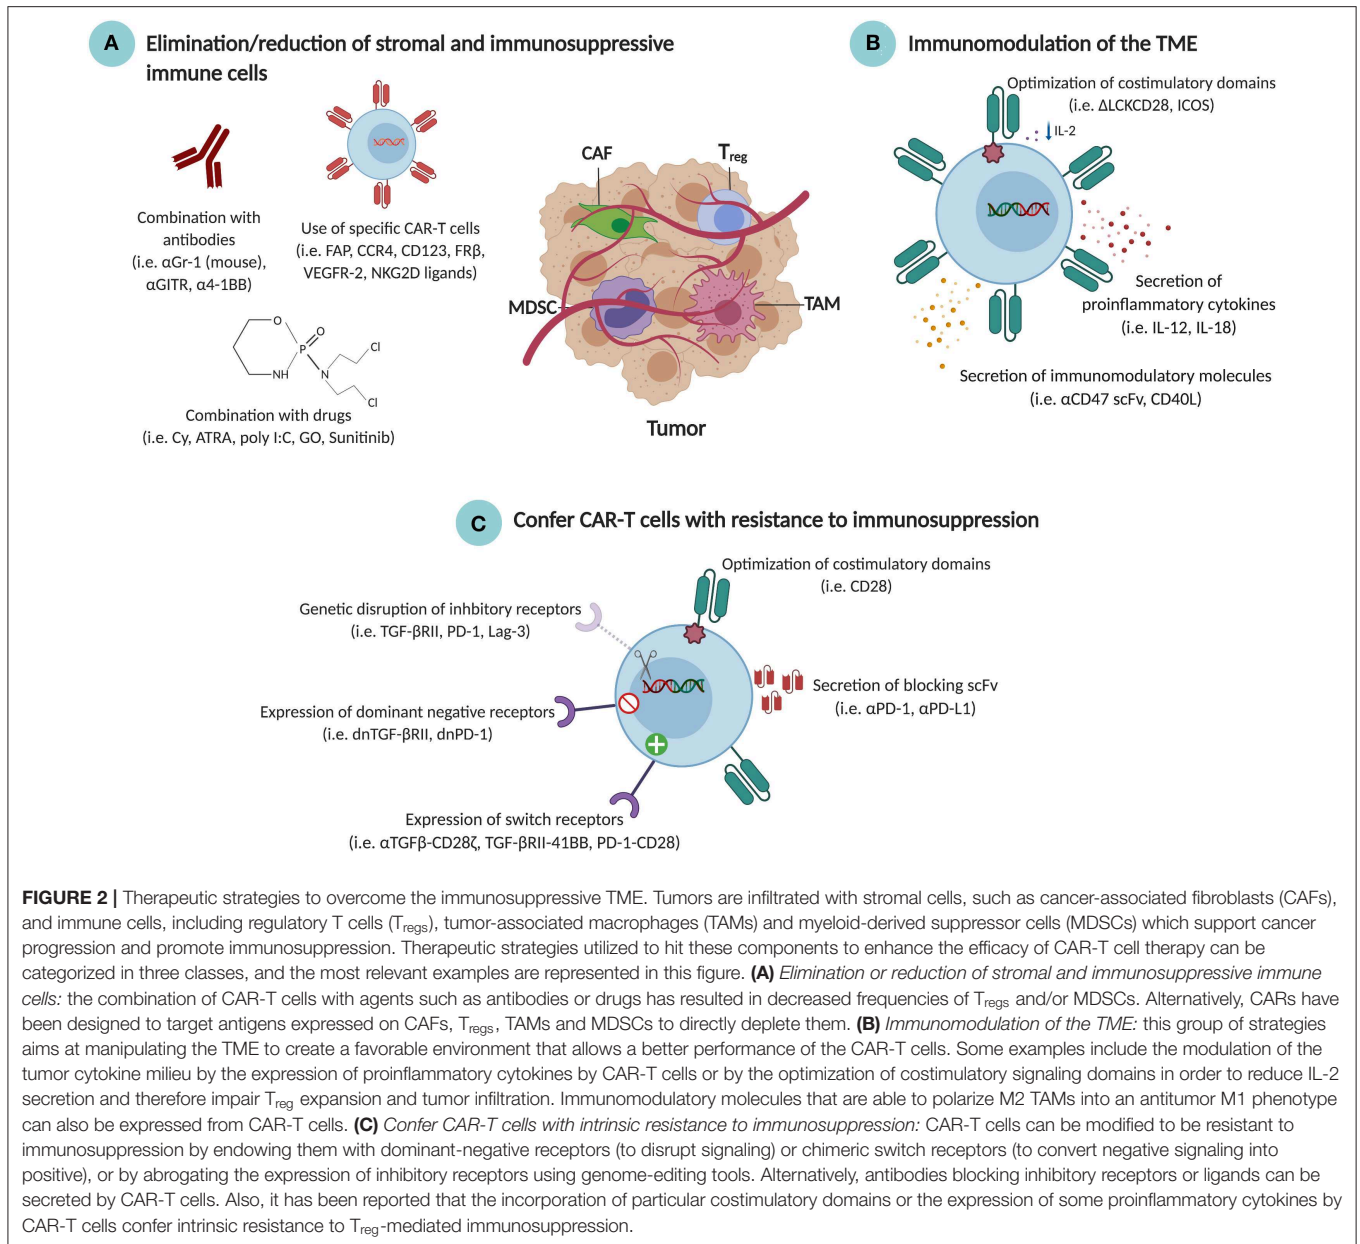 A
Elimination/reduction of stromal and immunosuppressive
immune cells
Combination with
antibodies
(i.e. αGr-1 (mouse),
αGITR, α4-1BB)
Use of specific CAR-T cells
(i.e. FAP, CCR4, CD123, FRβ,
VEGFR-2, NKG2D ligands)
O
O
P
NH
N
Cl
Cl
Combination with drugs
(i.e. Cy, ATRA, poly I:C, GO, Sunitinib)
CAF
Treg
MDSC
TAM
Tumor
B
Immunomodulation of the TME
Optimization of costimulatory domains
(i.e. ΔLCKCD28, ICOS)
IL-2
Secretion of
proinflammatory cytokines
(i.e. IL-12, IL-18)
Secretion of immunomodulatory molecules
(i.e. αCD47 scFv, CD40L)
C
Confer CAR-T cells with resistance to immunosuppression
Optimization of costimulatory domains
(i.e. CD28)
Genetic disruption of inhbitory receptors
(i.e. TGF-βRII, PD-1, Lag-3)
Secretion of blocking scFv
(i.e. αPD-1, αPD-L1)
Expression of dominant negative receptors
(i.e. dnTGF-βRII, dnPD-1)
Expression of switch receptors
(i.e. αTGFβ-CD28ζ, TGF-βRII-41BB, PD-1-CD28)
FIGURE 2 | Therapeutic strategies to overcome the immunosuppressive TME. Tumors are infiltrated with stromal cells, such as cancer-associated fibroblasts (CAFs),
and immune cells, including regulatory T cells (Tregs), tumor-associated macrophages (TAMs) and myeloid-derived suppressor cells (MDSCs) which support cancer
progression and promote immunosuppression. Therapeutic strategies utilized to hit these components to enhance the efficacy of CAR-T cell therapy can be
categorized in three classes, and the most relevant examples are represented in this figure. (A) Elimination or reduction of stromal and immunosuppressive immune
cells: the combination of CAR-T cells with agents such as antibodies or drugs has resulted in decreased frequencies of Tregs and/or MDSCs. Alternatively, CARs have
been designed to target antigens expressed on CAFs, Tregs, TAMs and MDSCs to directly deplete them. (B) Immunomodulation of the TME: this group of strategies
aims at manipulating the TME to create a favorable environment that allows a better performance of the CAR-T cells. Some examples include the modulation of the
tumor cytokine milieu by the expression of proinflammatory cytokines by CAR-T cells or by the optimization of costimulatory signaling domains in order to reduce IL-2
secretion and therefore impair Treg expansion and tumor infiltration. Immunomodulatory molecules that are able to polarize M2 TAMs into an antitumor M1 phenotype
can also be expressed from CAR-T cells. (C) Confer CAR-T cells with intrinsic resistance to immunosuppression: CAR-T cells can be modified to be resistant to
immunosuppression by endowing them with dominant-negative receptors (to disrupt signaling) or chimeric switch receptors (to convert negative signaling into
positive), or by abrogating the expression of inhibitory receptors using genome-editing tools. Alternatively, antibodies blocking inhibitory receptors or ligands can be
secreted by CAR-T cells. Also, it has been reported that the incorporation of particular costimulatory domains or the expression of some proinflammatory cytokines by
CAR-T cells confer intrinsic resistance to Treg-mediated immunosuppression.